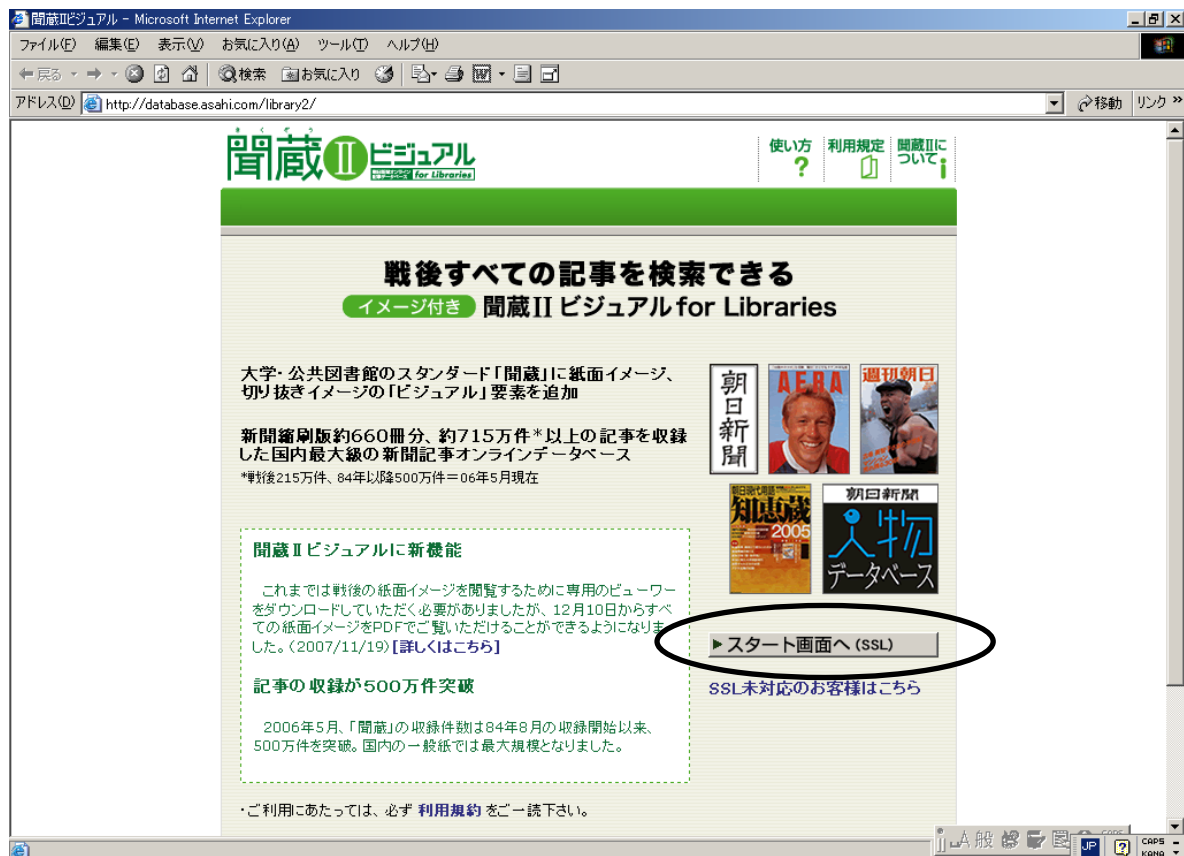 聞蔵Ⅱビジュアル - Microsoft Internet Explorer
ファイル(F) 編集(E) 表示(V) お気に入り(A) ツール(T) ヘルプ(H)
戻る 検索 お気に入り
アドレス(D) http://database.asahi.com/library2/ 移動 リンク »
きくぞう
聞蔵Ⅱビジュアル
for Libraries
使い方
?
利用規定
聞蔵Ⅱに
ついて
戦後すべての記事を検索できる
イメージ付き 聞蔵Ⅱ ビジュアル for Libraries
大学・公共図書館のスタンダード「聞蔵」に紙面イメージ、
切り抜きイメージの「ビジュアル」要素を追加
新聞縮刷版約660冊分、約715万件*以上の記事を収録
した国内最大級の新聞記事オンラインデータベース
*戦後215万件、84年以降500万件＝06年5月現在
朝日新聞
AERA
週刊朝日
朝日現代用語
知恵蔵
2005
朝日新聞
人物
データベース
聞蔵Ⅱビジュアルに新機能
これまでは戦後の紙面イメージを閲覧するために専用のビューワー
をダウンロードしていただく必要がありましたが、12月10日からすべ
ての紙面イメージをPDFでご覧いただけることができるようになりま
した。(2007/11/19)[詳しくはこちら]
記事の収録が500万件突破
2006年5月、「聞蔵」の収録件数は84年8月の収録開始以来、
500万件を突破。国内の一般紙では最大規模となりました。
スタート画面へ (SSL)
SSL未対応のお客様はこちら
・ご利用にあたっては、必ず 利用規約 をご一読下さい。
A 般
JP
?
CAPS
KANA